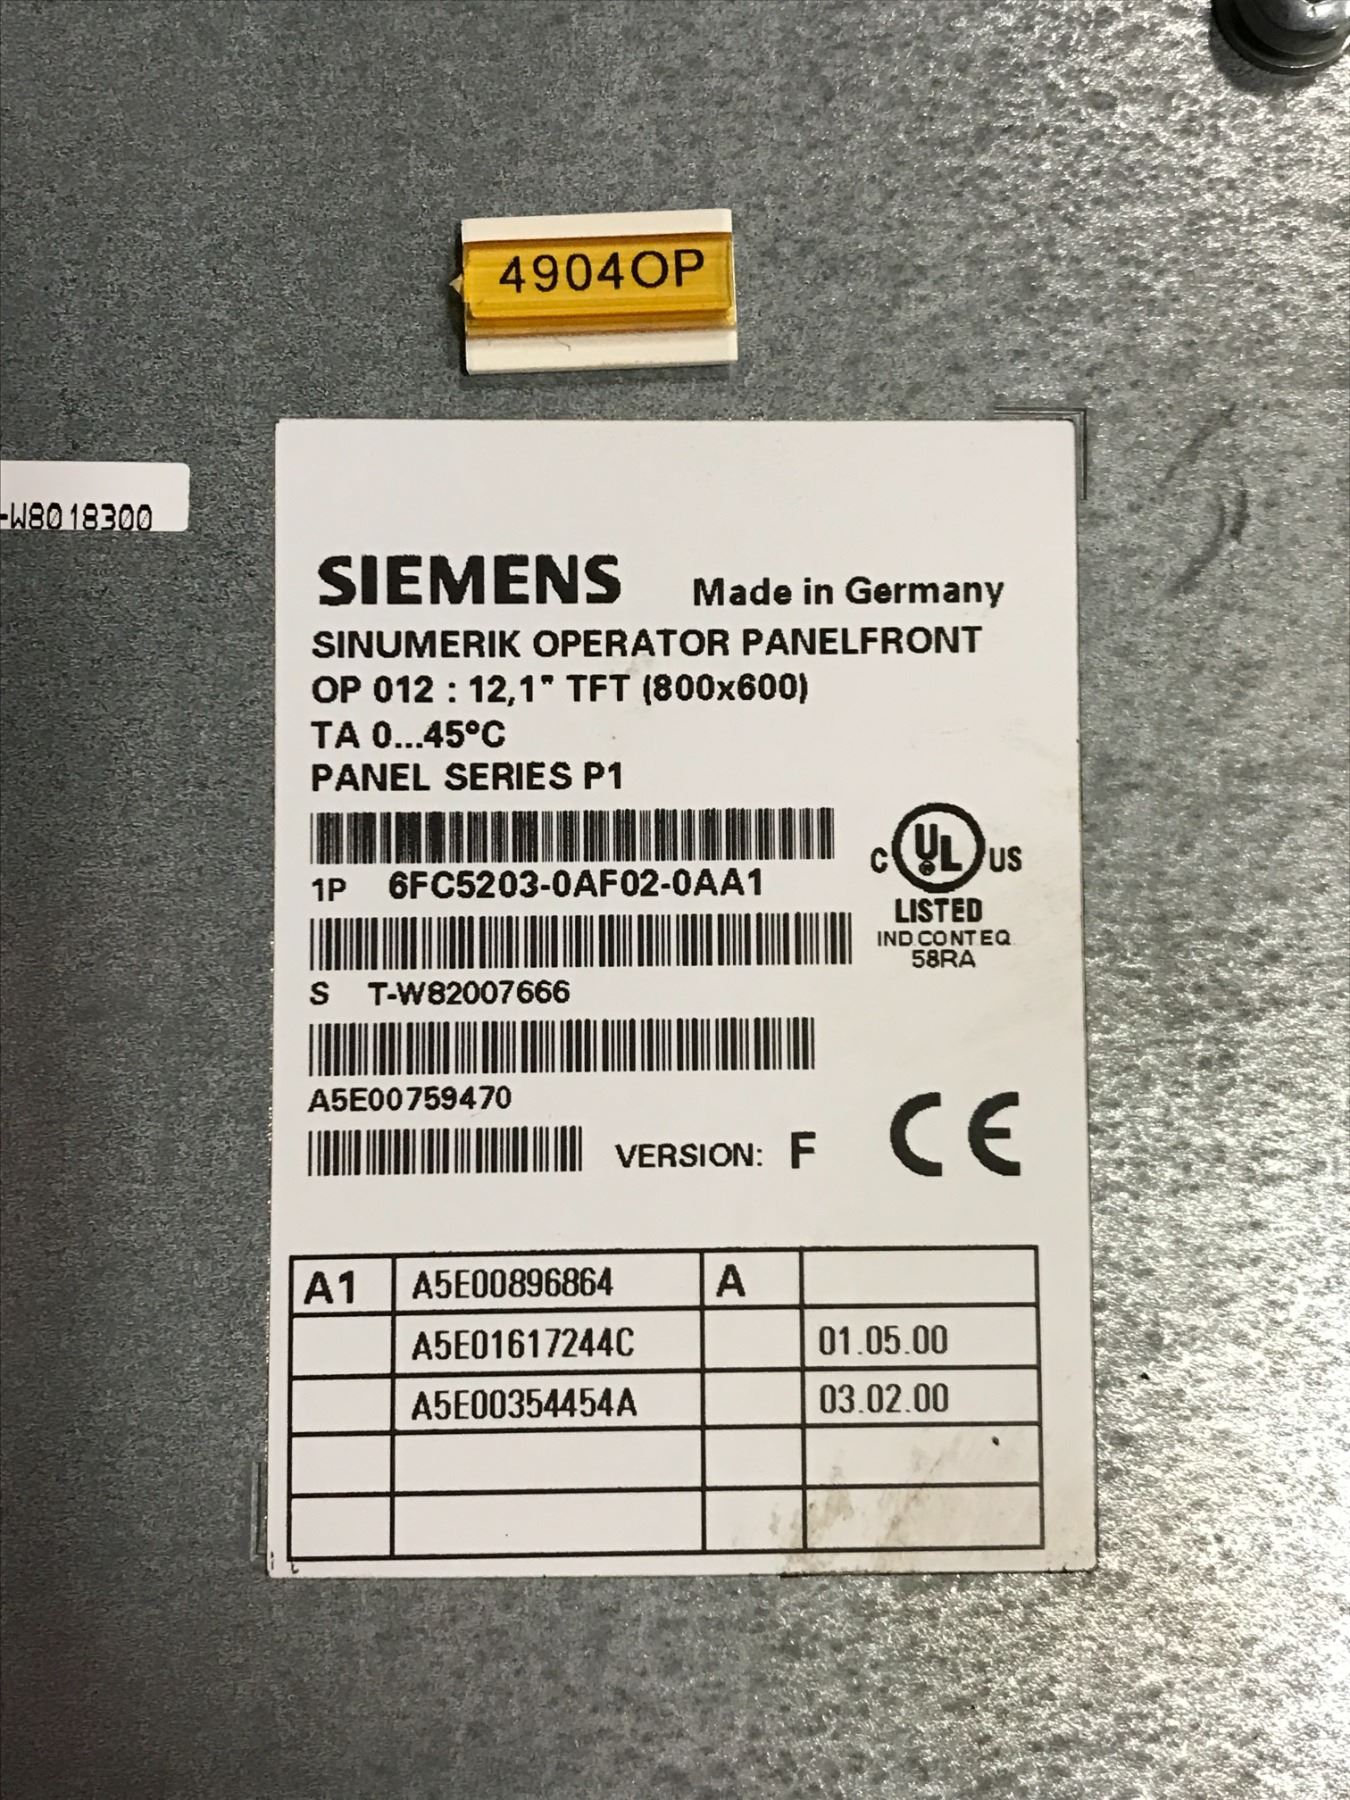 4904OP
-W8018300
SIEMENS Made in Germany
SINUMERIK OPERATOR PANELFRONT
OP 012 : 12,1" TFT (800x600)
TA 0...45°C
PANEL SERIES P1
1P 6FC5203-0AF02-0AA1
C UL US
LISTED
IND.CONT.EQ.
58RA
S T-W82007666
A5E00759470
VERSION: F CE
A1 A5E00896864 A
A5E01617244C 01.05.00
A5E00354454A 03.02.00